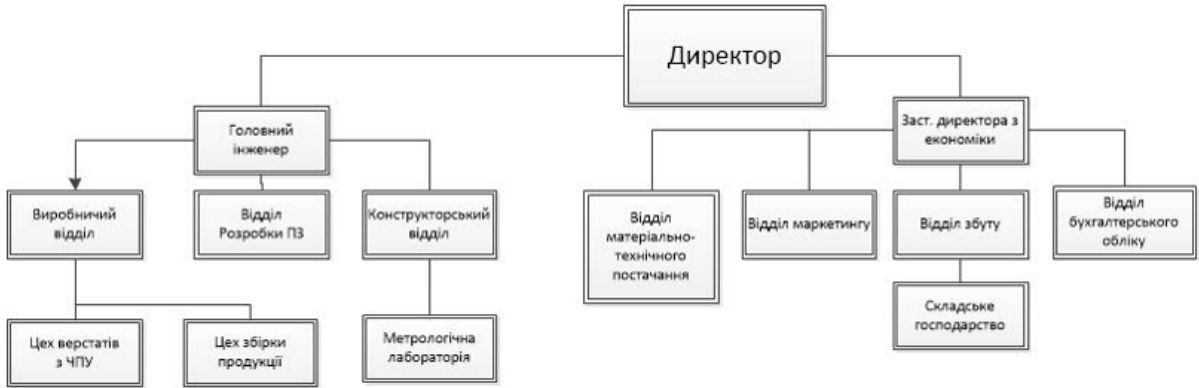 Директор
Головний
інженер
Заст. директора з
економіки
Виробничий
відділ
Відділ
Розробки ПЗ
Конструкторський
відділ
Відділ
матеріально-
технічного
постачання
Відділ маркетингу
Відділ збуту
Відділ
бухгалтерського
обліку
Цех верстатів
з ЧПУ
Цех збірки
продукції
Метрологічна
лабораторія
Складське
господарство